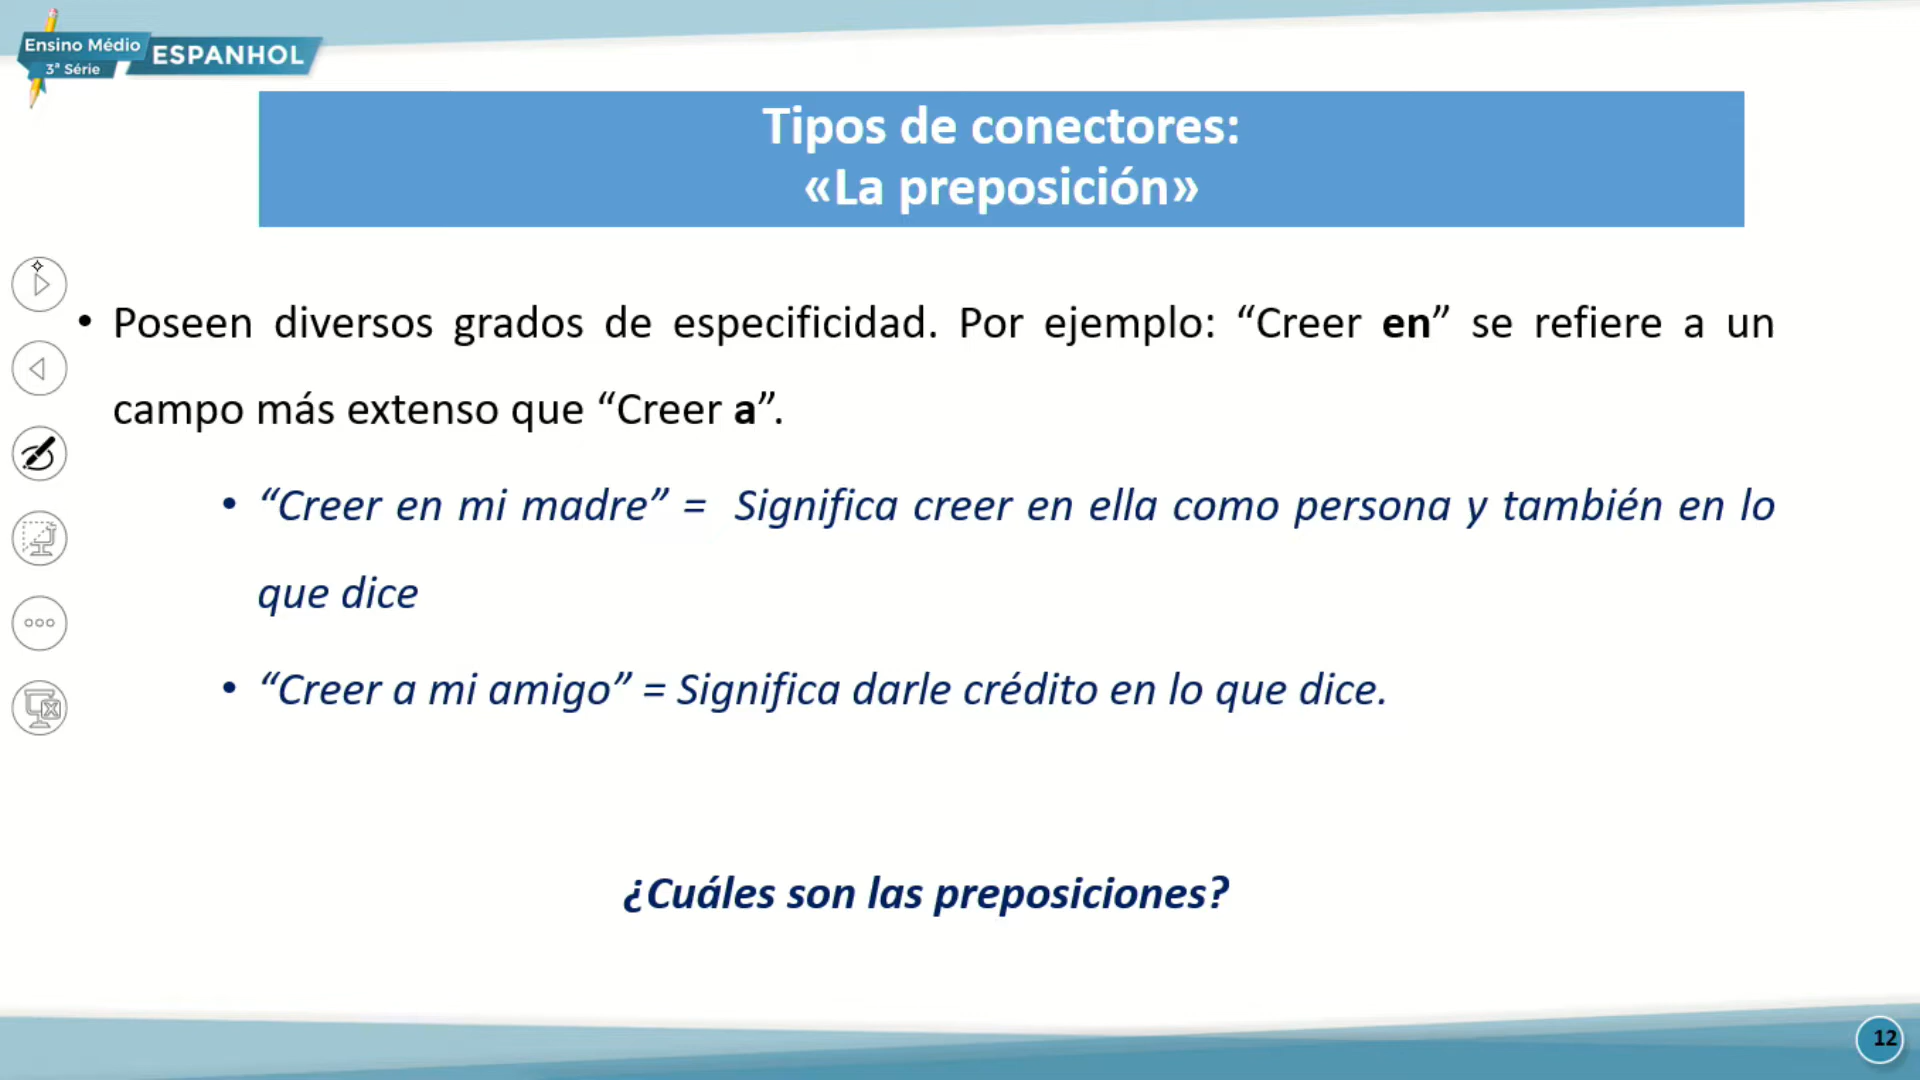 Ensino Médio
3ª Série
ESPANHOL
Tipos de conectores:
«La preposición»
• Poseen diversos grados de especificidad. Por ejemplo: “Creer en” se refiere a un
campo más extenso que “Creer a”.
• “Creer en mi madre” = Significa creer en ella como persona y también en lo
que dice
• “Creer a mi amigo” = Significa darle crédito en lo que dice.
¿Cuáles son las preposiciones?
12